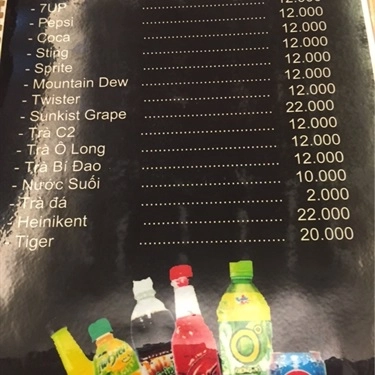 - 7UP ........................ 12.000
- Pepsi ........................ 12.000
- Coca ........................ 12.000
- Sting ........................ 12.000
- Sprite ........................ 12.000
- Mountain Dew ........................ 12.000
- Twister ........................ 12.000
- Sunkist Grape ........................ 22.000
- Trà C2 ........................ 12.000
- Trà Ô Long ........................ 12.000
- Trà Bí Đao ........................ 12.000
- Nước Suối ........................ 10.000
- Trà đá ........................ 2.000
- Heinikent ........................ 22.000
- Tiger ........................ 20.000